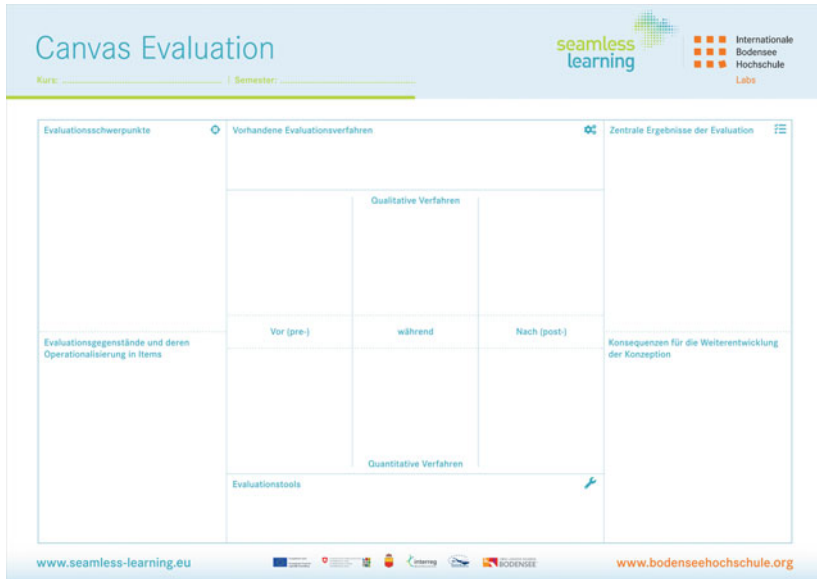 Canvas Evaluation
Kurs: | Semester:
seamless
learning
Internationale
Bodensee
Hochschule
Labs
Evaluationsschwerpunkte
Vorhandene Evaluationsverfahren
Zentrale Ergebnisse der Evaluation
Qualitative Verfahren
Vor (pre-)
während
Nach (post-)
Evaluationsgegenstände und deren
Operationalisierung in Items
Konsequenzen für die Weiterentwicklung
der Konzeption
Quantitative Verfahren
Evaluationstools
www.seamless-learning.eu
interreg
BODENSEE
www.bodenseehochschule.org